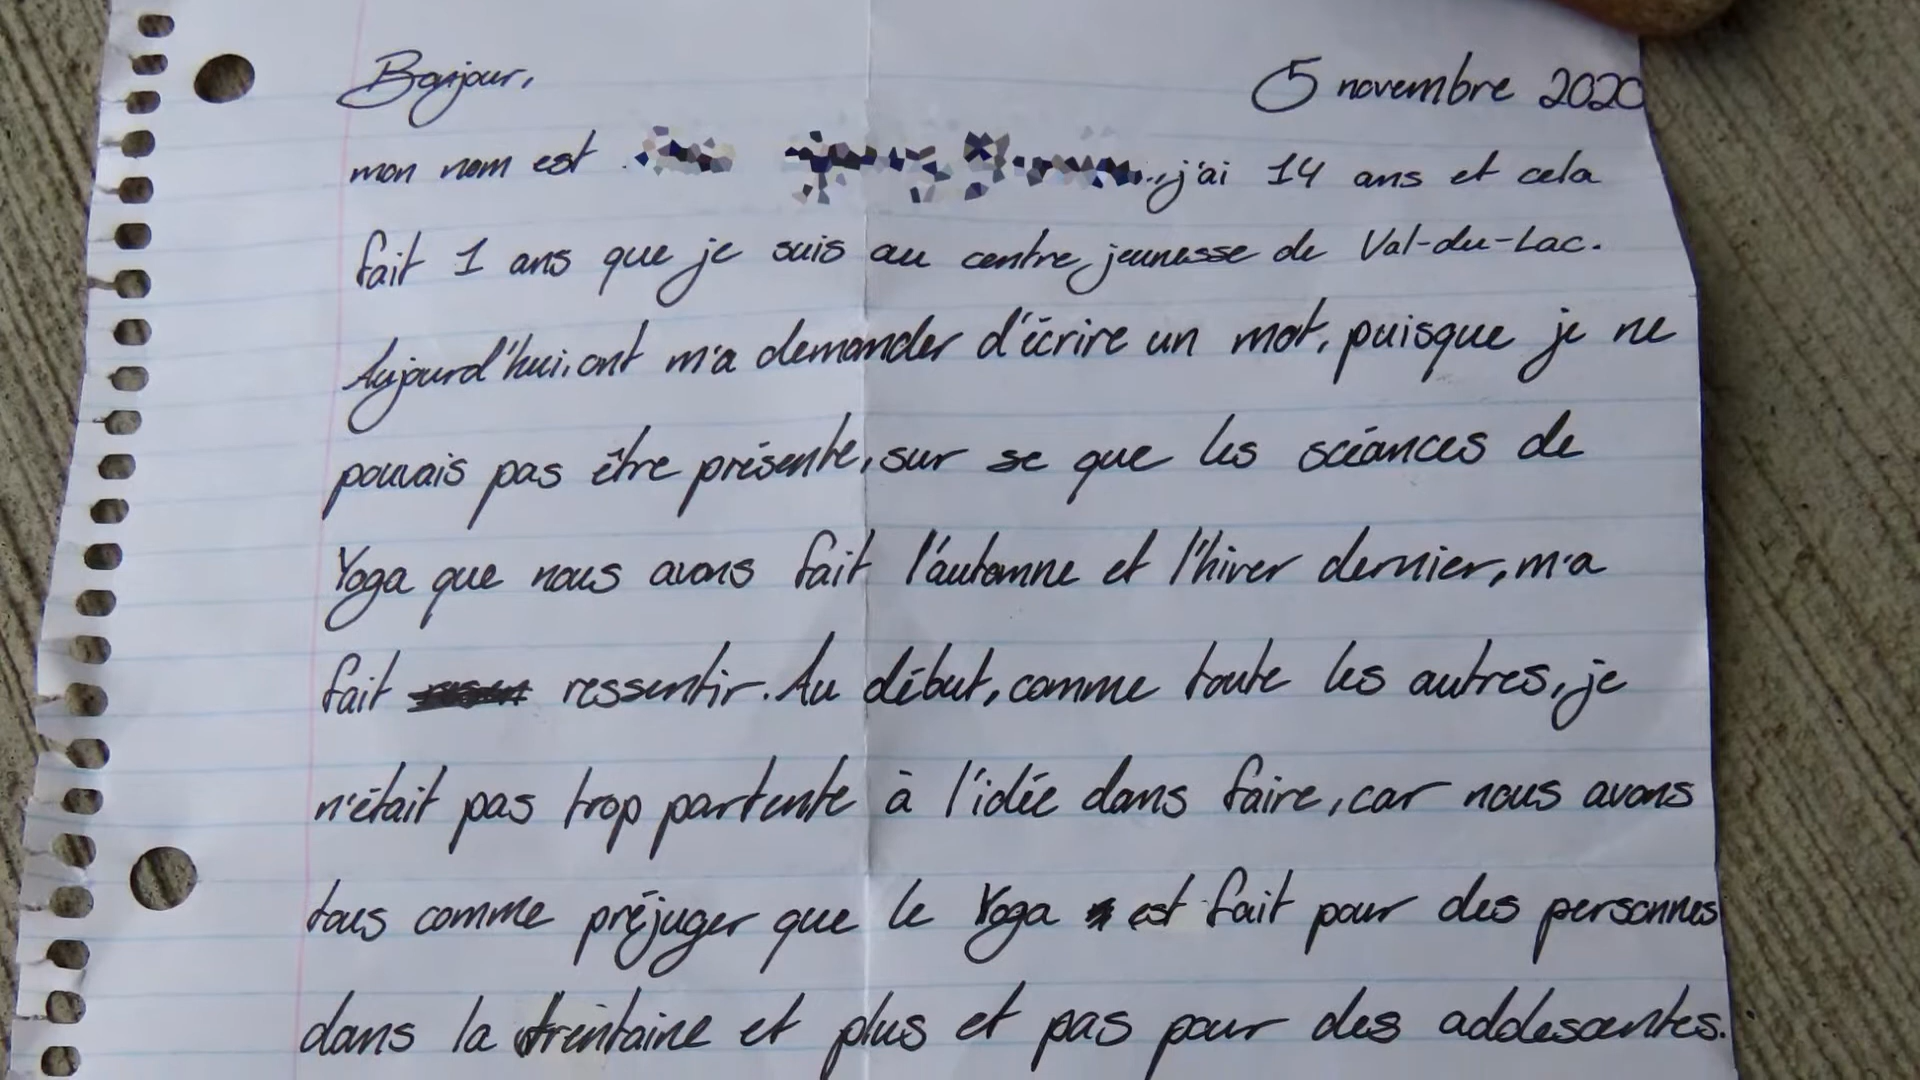 Bonjour, 5 novembre 2020
mon nom est j'ai 14 ans et cela
fait 1 ans que je suis au centre jeunesse de Val-du-Lac.
Aujourd'hui, ont m'a demander d'écrire un mot, puisque je ne
pouvais pas être présente, sur se que les scéances de
Yoga que nous avons fait l'automne et l'hiver dernier, m'a
fait ressentir. Au début, comme toute les autres, je
n'était pas trop partente à l'idée dans faire, car nous avons
tous comme préjuger que le Yoga est fait pour des personnes
dans la trentaine et plus et pas pour des addescentes.